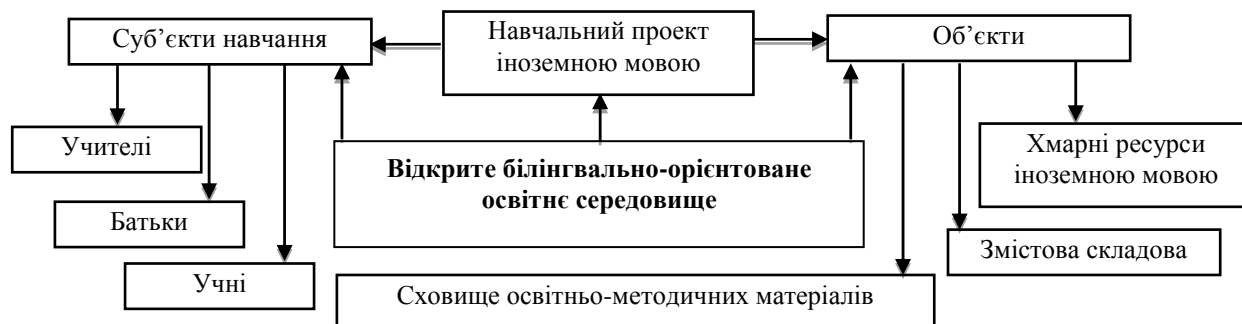 Суб’єкти навчання
Навчальний проект
іноземною мовою
Об’єкти
Учителі
Батьки
Учні
Відкрите білінгвально-орієнтоване
освітнє середовище
Хмарні ресурси
іноземною мовою
Змістова складова
Сховище освітньо-методичних матеріалів